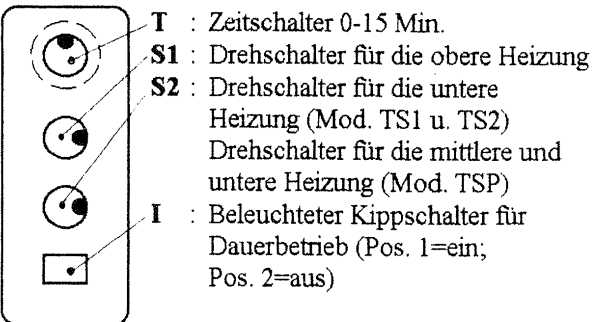 T : Zeitschalter 0-15 Min.
S1 : Drehschalter für die obere Heizung
S2 : Drehschalter für die untere
Heizung (Mod. TS1 u. TS2)
Drehschalter für die mittlere und
untere Heizung (Mod. TSP)
I : Beleuchteter Kippschalter für
Dauerbetrieb (Pos. 1=ein;
Pos. 2=aus)